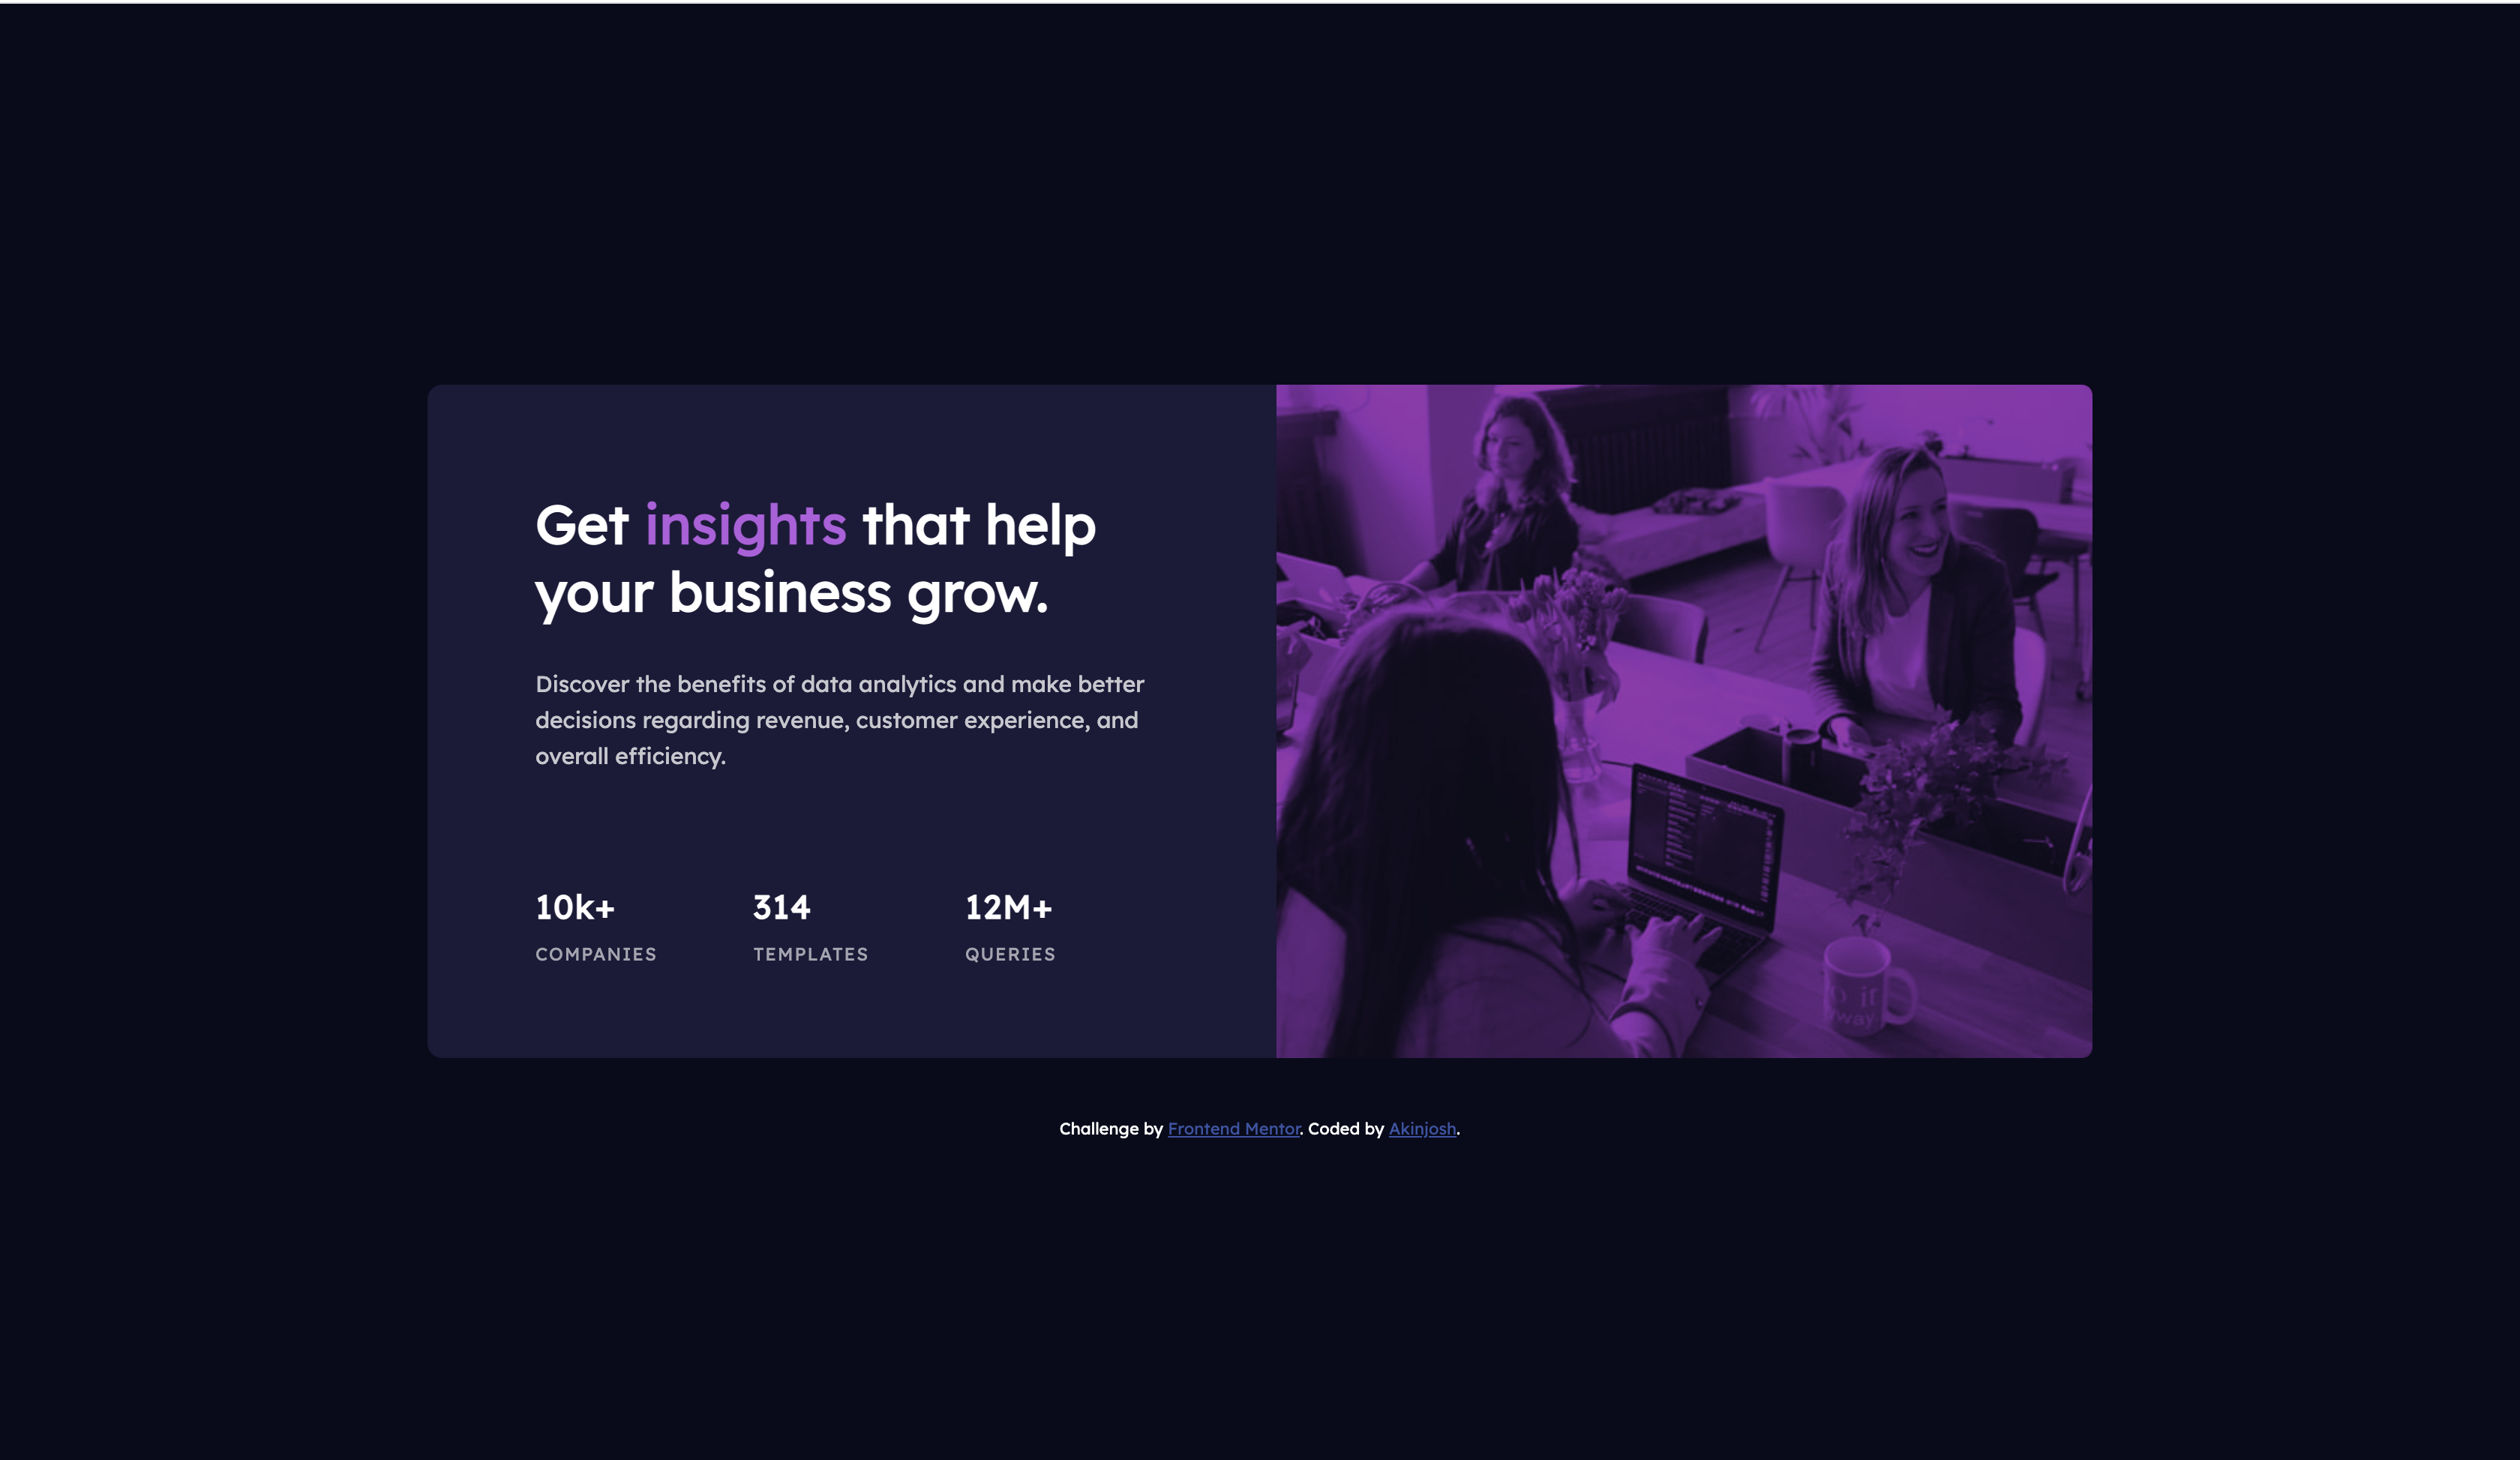 Get insights that help
your business grow.
Discover the benefits of data analytics and make better
decisions regarding revenue, customer experience, and
overall efficiency.
10k+ 314 12M+
COMPANIES TEMPLATES QUERIES
way
Challenge by Frontend Mentor. Coded by Akinjosh.